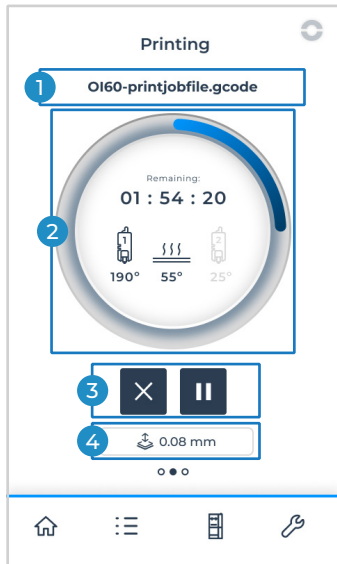 Printing
1
OI60-printjobfile.gcode
2
Remaining:
01 : 54 : 20
1
2
190°
55°
25°
3
4
0.08 mm